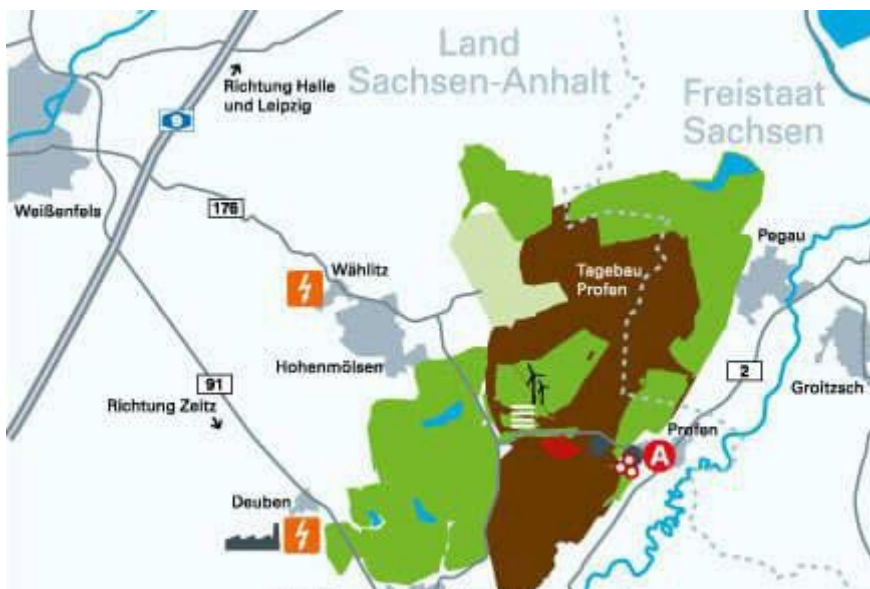 Land
Sachsen-Anhalt
Freistaat
Sachsen
Richtung Halle
und Leipzig
9
Weißenfels
176
Wählitz
Tagebau
Profen
Pegau
Hohenmölsen
91
Richtung Zeitz
2
Groitzsch
Profen
A
Deuben